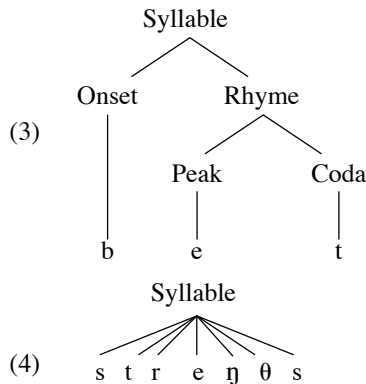 Syllable
Onset Rhyme
(3)
Peak Coda
b e t
Syllable
(4) s t r e ŋ θ s